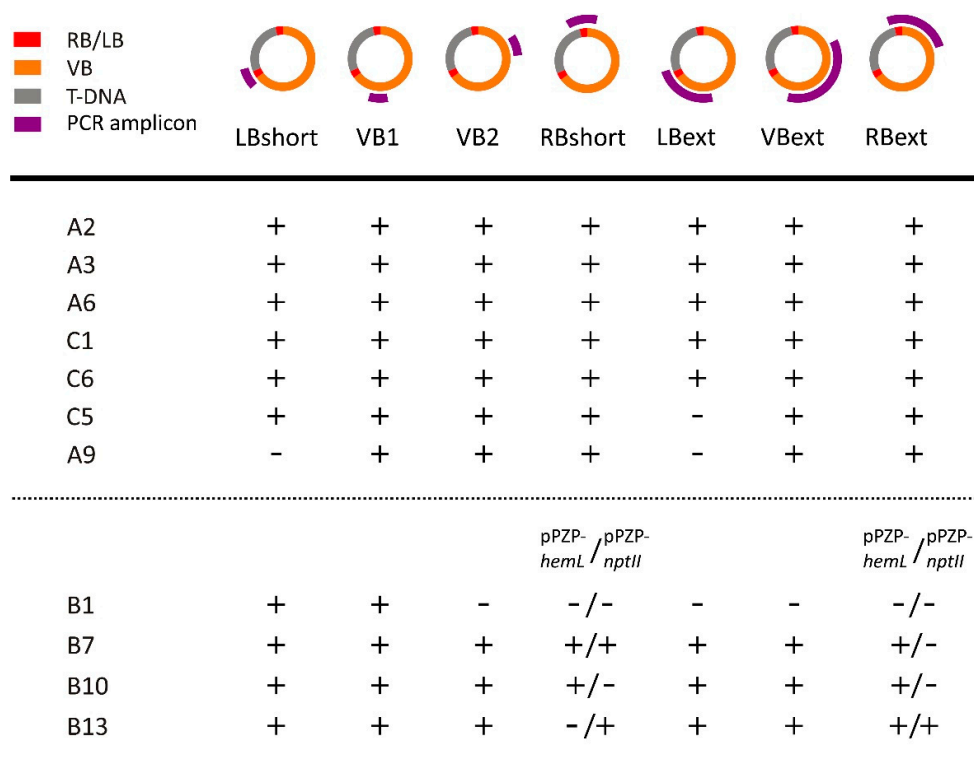 RB/LB
VB
T-DNA
PCR amplicon
LBshort VB1 VB2 RBshort LBext VBext RBext
A2 + + + + + + +
A3 + + + + + + +
A6 + + + + + + +
C1 + + + + + + +
C6 + + + + + + +
C5 + + + + - + +
A9 - + + + - + +
pPZP-hemL / pPZP-nptII pPZP-hemL / pPZP-nptII
B1 + + - -/- - - -/-
B7 + + + +/+ + + +/-
B10 + + + +/- + + +/-
B13 + + + -/+ + + +/+